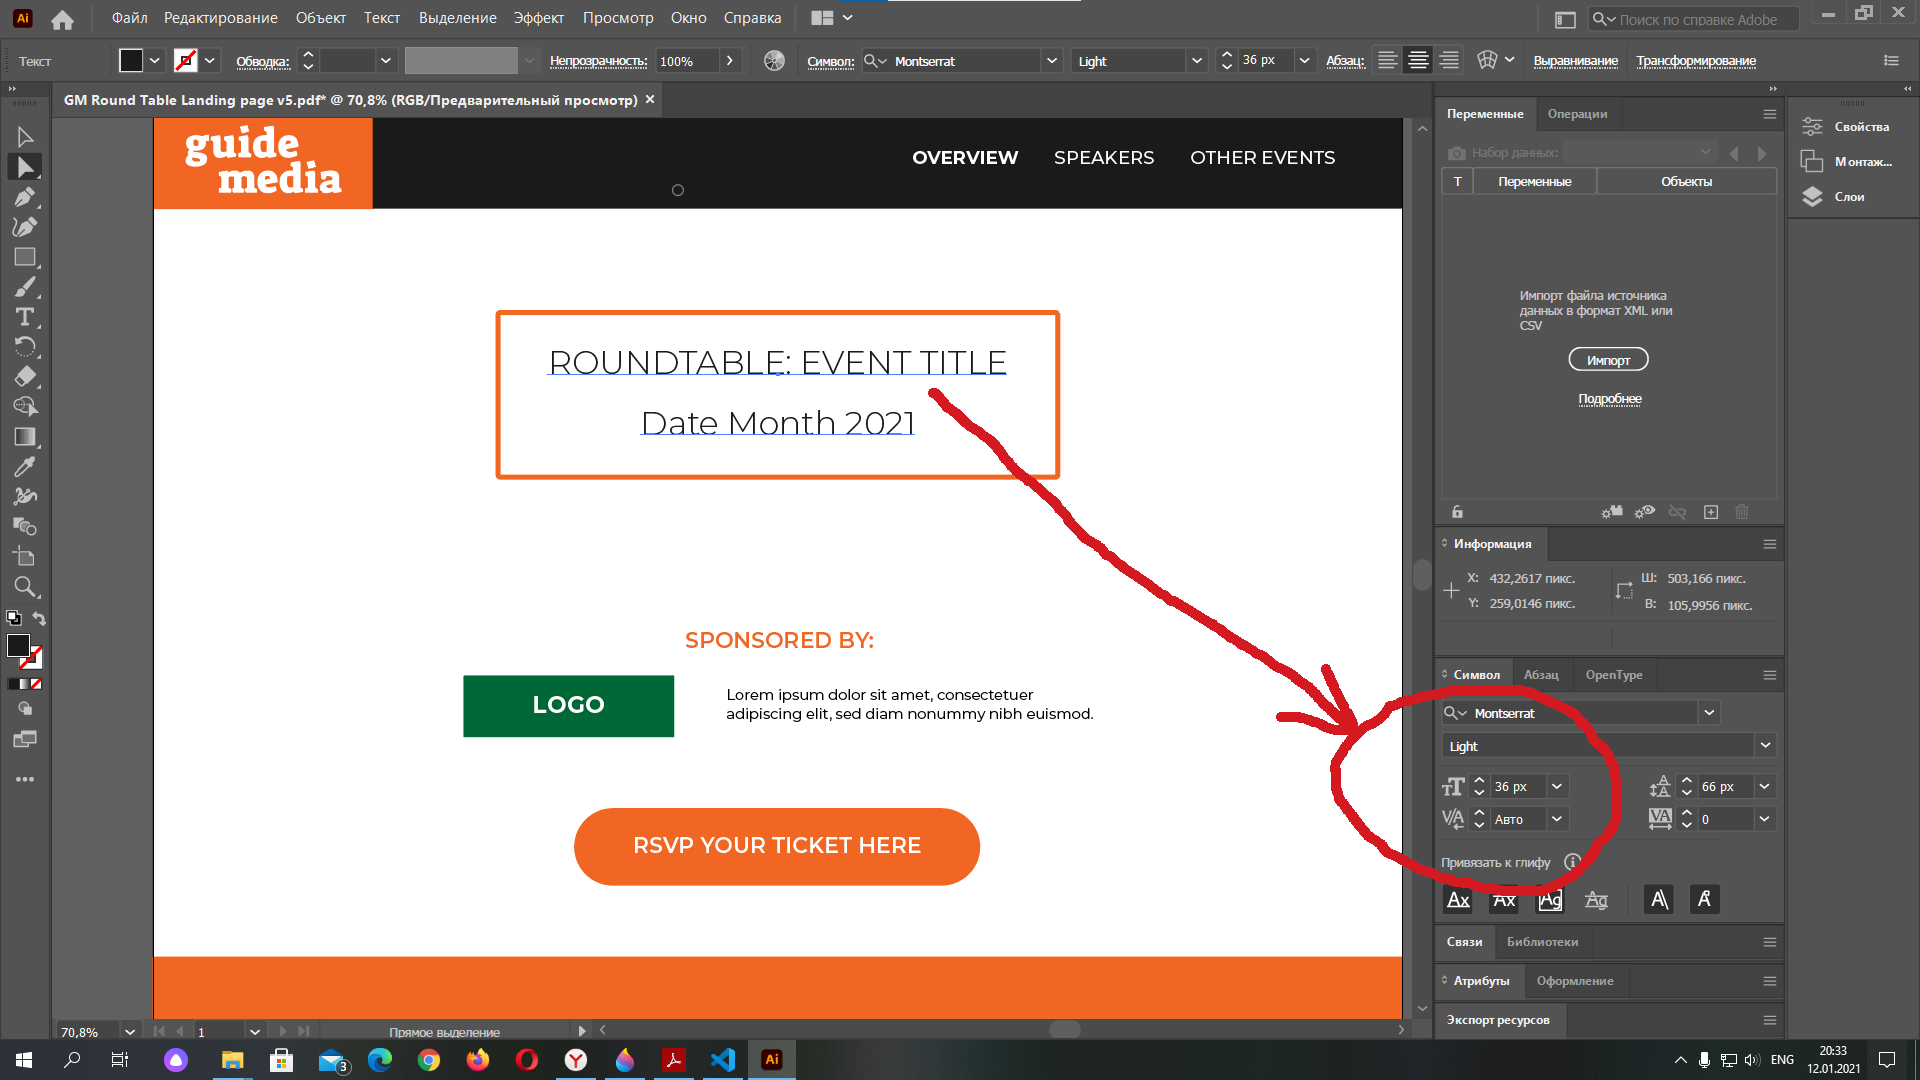 Ai Файл Редактирование Объект Текст Выделение Эффект Просмотр Окно Справка Поиск по справке Adobe
Текст Обводка: Непрозрачность: 100% Символ: Montserrat Light 36 px Абзац: Выравнивание Трансформирование
GM Round Table Landing page v5.pdf* @ 70,8% (RGB/Предварительный просмотр) ×
guide
media
OVERVIEW SPEAKERS OTHER EVENTS
ROUNDTABLE: EVENT TITLE
Date Month 2021
SPONSORED BY:
LOGO
Lorem ipsum dolor sit amet, consectetuer
adipiscing elit, sed diam nonummy nibh euismod.
RSVP YOUR TICKET HERE
70,8% 1 Прямое выделение
Переменные Операции
Набор данных:
T Переменные Объекты
Импорт файла источника
данных в формат XML или
CSV
Импорт
Подробнее
Информация
X: 432,2617 пикс. Ш: 503,166 пикс.
Y: 259,0146 пикс. В: 105,9956 пикс.
Символ Абзац OpenType
Montserrat
Light
36 px 66 px
Авто 0
Привязать к глифу
Связи Библиотеки
Атрибуты Оформление
Экспорт ресурсов
Свойства
Монтаж...
Слои
3 Ai ENG 20:33
12.01.2021